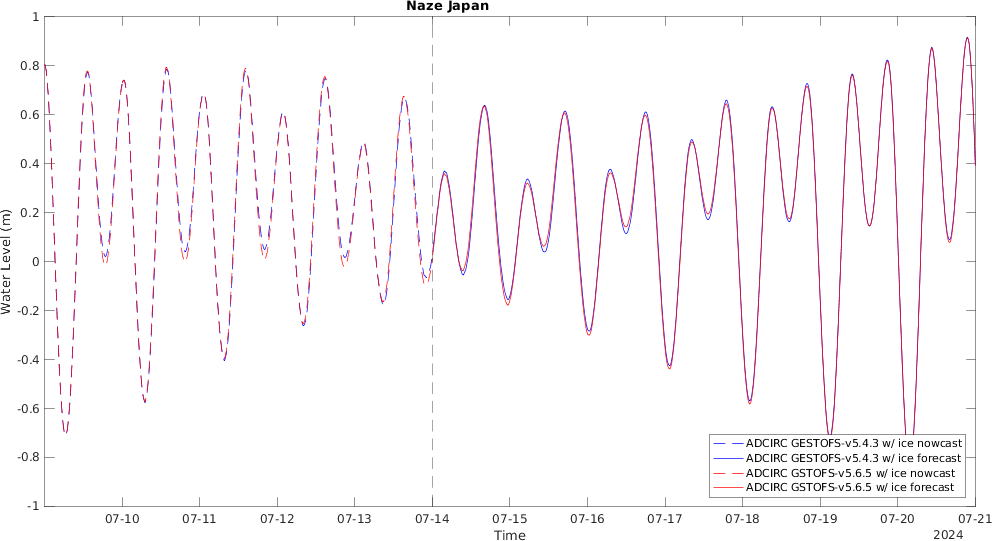 Naze Japan
Water Level (m)
1
0.8
0.6
0.4
0.2
0
-0.2
-0.4
-0.6
-0.8
-1
ADCIRC GESTOFS-v5.4.3 w/ ice nowcast
ADCIRC GESTOFS-v5.4.3 w/ ice forecast
ADCIRC GSTOFS-v5.6.5 w/ ice nowcast
ADCIRC GSTOFS-v5.6.5 w/ ice forecast
07-10 07-11 07-12 07-13 07-14 07-15 07-16 07-17 07-18 07-19 07-20 07-21
Time
2024